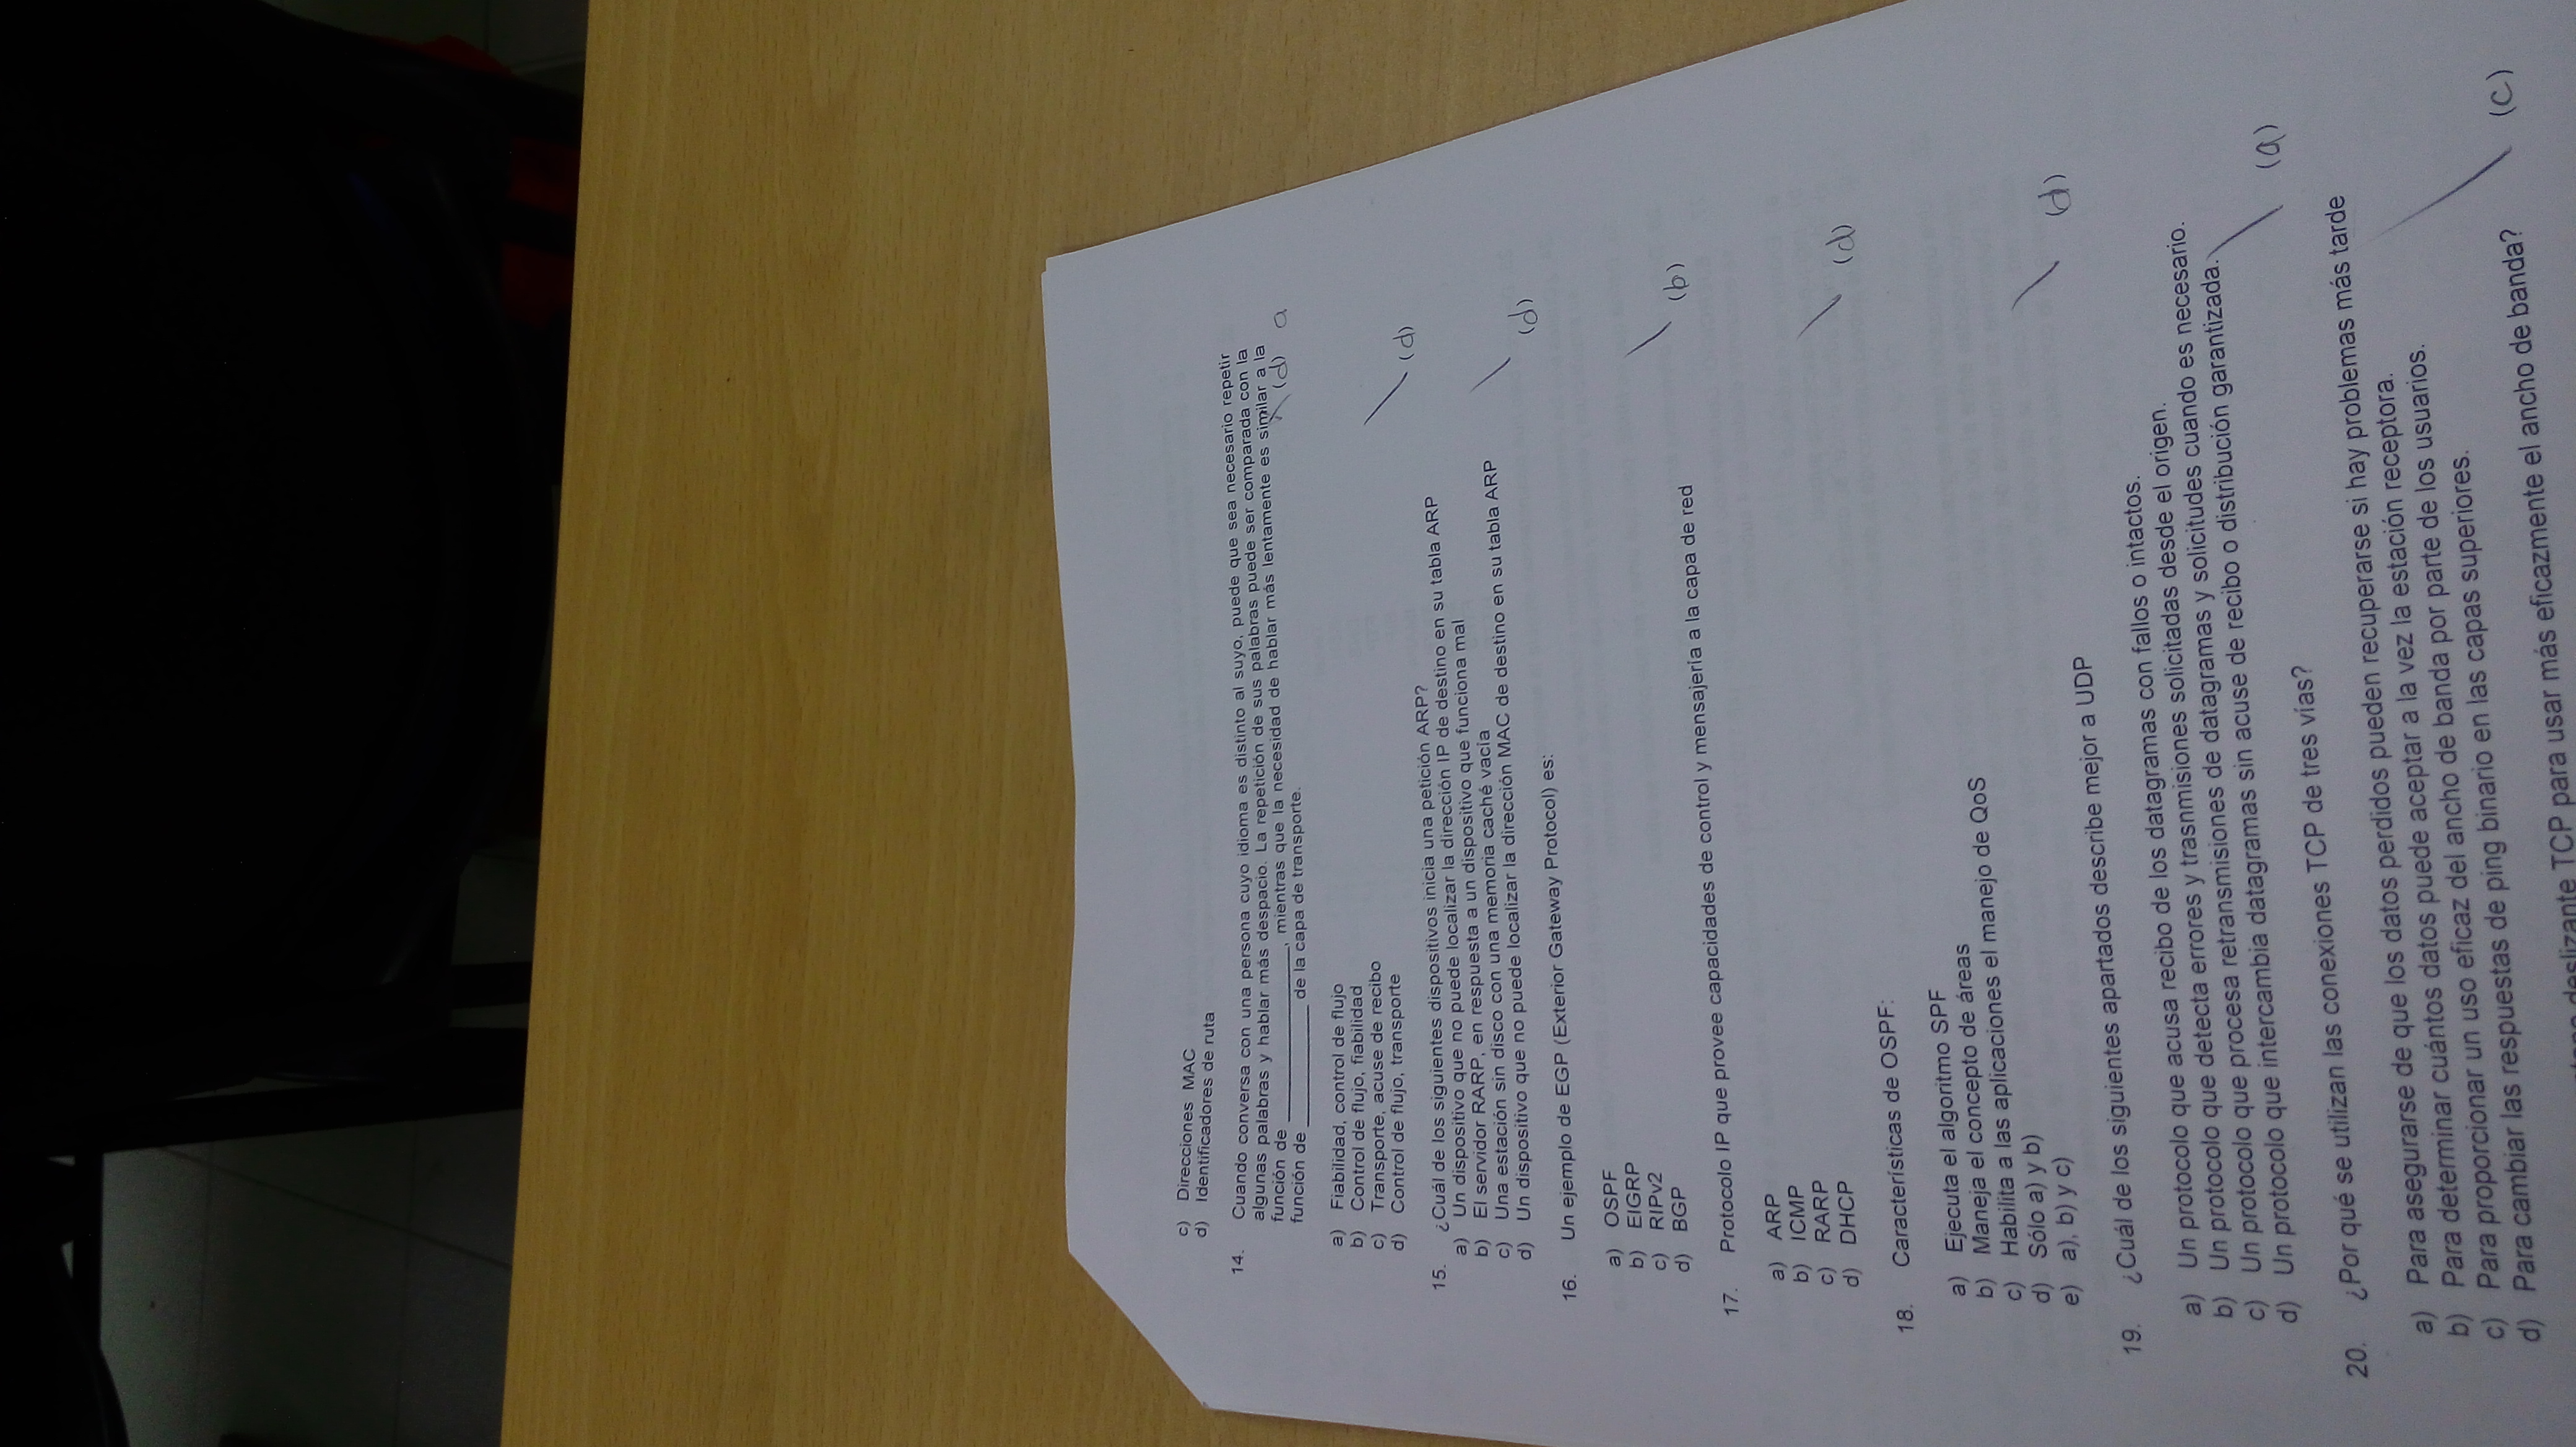 c) Direcciones MAC
d) Identificadores de ruta
14. Cuando conversa con una persona cuyo idioma es distinto al suyo, puede que sea necesario repetir
algunas palabras y hablar más despacio. La repetición de sus palabras puede ser comparada con la
función de ________________, mientras que la necesidad de hablar más lentamente es similar a la
función de ___________ de la capa de transporte.
(d) a
a) Fiabilidad, control de flujo
b) Control de flujo, fiabilidad
c) Transporte, acuse de recibo
d) Control de flujo, transporte
(d)
15. ¿Cuál de los siguientes dispositivos inicia una petición ARP?
a) Un dispositivo que no puede localizar la dirección IP de destino en su tabla ARP
b) El servidor RARP, en respuesta a un dispositivo que funciona mal
c) Una estación sin disco con una memoria caché vacía
d) Un dispositivo que no puede localizar la dirección MAC de destino en su tabla ARP
(d)
16. Un ejemplo de EGP (Exterior Gateway Protocol) es:
a) OSPF
b) EIGRP
c) RIPv2
d) BGP
(b)
17. Protocolo IP que provee capacidades de control y mensajería a la capa de red
a) ARP
b) ICMP
c) RARP
d) DHCP
(d)
18. Características de OSPF:
a) Ejecuta el algoritmo SPF
b) Maneja el concepto de áreas
c) Habilita a las aplicaciones el manejo de QoS
d) Sólo a) y b)
e) a), b) y c)
(d)
19. ¿Cuál de los siguientes apartados describe mejor a UDP
a) Un protocolo que acusa recibo de los datagramas con fallos o intactos.
b) Un protocolo que detecta errores y trasnmisiones solicitadas desde el origen.
c) Un protocolo que procesa retransmisiones de datagramas y solicitudes cuando es necesario.
d) Un protocolo que intercambia datagramas sin acuse de recibo o distribución garantizada.
(a)
20. ¿Por qué se utilizan las conexiones TCP de tres vías?
a) Para asegurarse de que los datos perdidos pueden recuperarse si hay problemas más tarde
b) Para determinar cuántos datos puede aceptar a la vez la estación receptora.
c) Para proporcionar un uso eficaz del ancho de banda por parte de los usuarios.
d) Para cambiar las respuestas de ping binario en las capas superiores.
(c)
deslizante TCP para usar más eficazmente el ancho de banda?